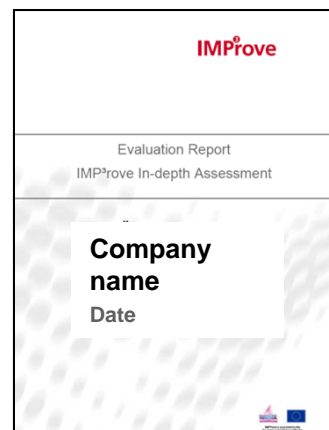 IMP³rove
Evaluation Report
IMP³rove In-depth Assessment
Company
name
Date